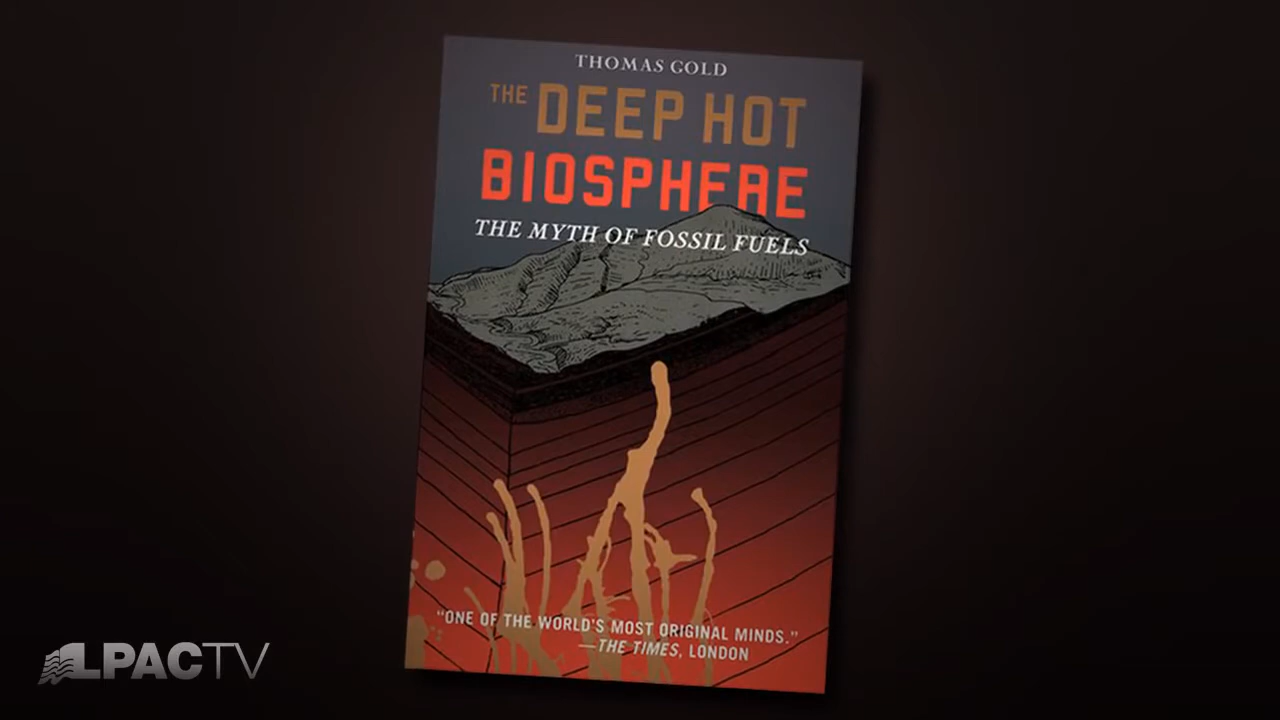 THOMAS GOLD
THE DEEP HOT
BIOSPHERE
THE MYTH OF FOSSIL FUELS
"ONE OF THE WORLD'S MOST ORIGINAL MINDS."
—THE TIMES, LONDON
LPACTV